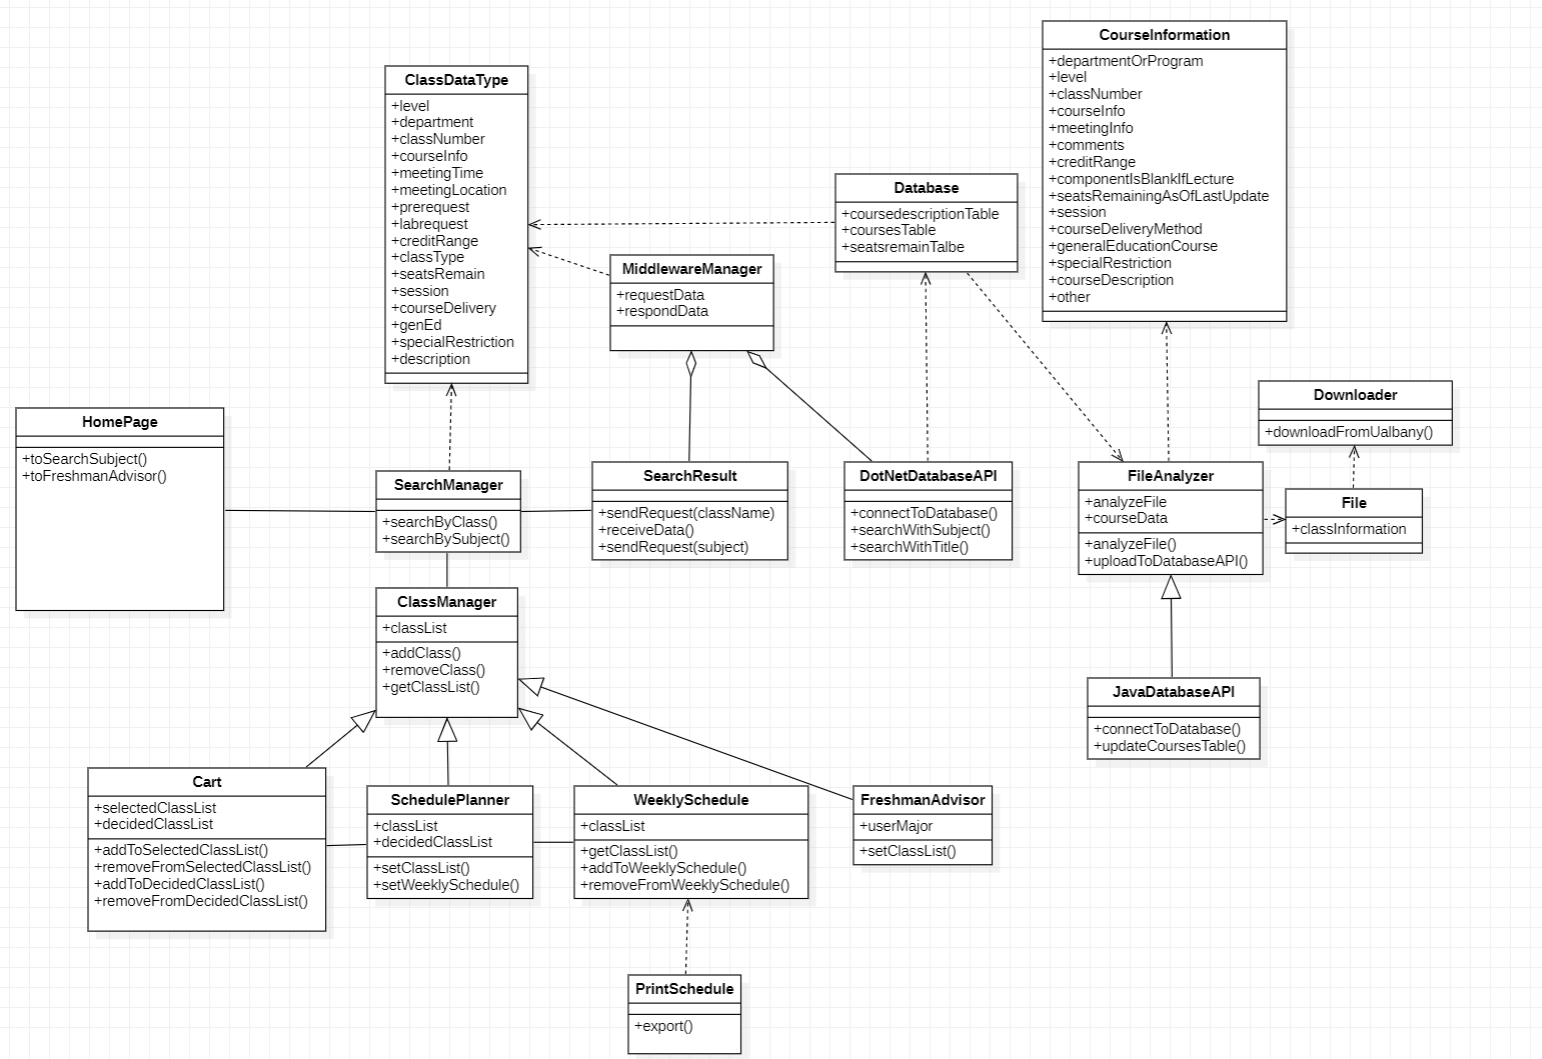 CourseInformation
+departmentOrProgram
+level
+classNumber
+courseInfo
+meetingInfo
+comments
+creditRange
+componentIsBlankIfLecture
+seatsRemainingAsOfLastUpdate
+session
+courseDeliveryMethod
+generalEducationCourse
+specialRestriction
+courseDescription
+other
ClassDataType
+level
+department
+classNumber
+courseInfo
+meetingTime
+meetingLocation
+prerequest
+labrequest
+creditRange
+classType
+seatsRemain
+session
+courseDelivery
+genEd
+specialRestriction
+description
Database
+coursedescriptionTable
+coursesTable
+seatsremainTalbe
MiddlewareManager
+requestData
+respondData
Downloader
+downloadFromUalbany()
HomePage
+toSearchSubject()
+toFreshmanAdvisor()
SearchManager
+searchByClass()
+searchBySubject()
SearchResult
+sendRequest(className)
+receiveData()
+sendRequest(subject)
DotNetDatabaseAPI
+connectToDatabase()
+searchWithSubject()
+searchWithTitle()
FileAnalyzer
+analyzeFile
+courseData
+analyzeFile()
+uploadToDatabaseAPI()
File
+classInformation
ClassManager
+classList
+addClass()
+removeClass()
+getClassList()
JavaDatabaseAPI
+connectToDatabase()
+updateCoursesTable()
Cart
+selectedClassList
+decidedClassList
+addToSelectedClassList()
+removeFromSelectedClassList()
+addToDecidedClassList()
+removeFromDecidedClassList()
SchedulePlanner
+classList
+decidedClassList
+setClassList()
+setWeeklySchedule()
WeeklySchedule
+classList
+getClassList()
+addToWeeklySchedule()
+removeFromWeeklySchedule()
FreshmanAdvisor
+userMajor
+setClassList()
PrintSchedule
+export()